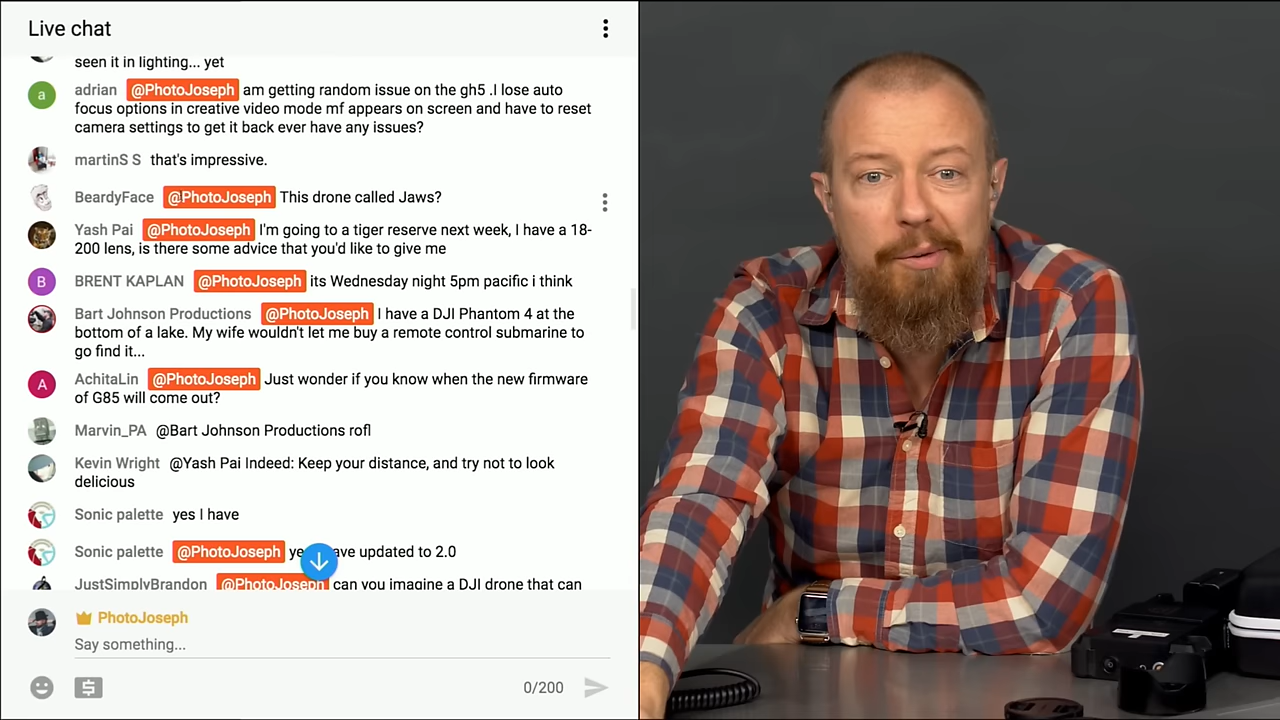 Live chat
seen it in lighting... yet
adrian @PhotoJoseph am getting random issue on the gh5 .I lose auto
focus options in creative video mode mf appears on screen and have to reset
camera settings to get it back ever have any issues?
martinS S that's impressive.
BeardyFace @PhotoJoseph This drone called Jaws?
Yash Pai @PhotoJoseph I'm going to a tiger reserve next week, I have a 18-
200 lens, is there some advice that you'd like to give me
BRENT KAPLAN @PhotoJoseph its Wednesday night 5pm pacific i think
Bart Johnson Productions @PhotoJoseph I have a DJI Phantom 4 at the
bottom of a lake. My wife wouldn't let me buy a remote control submarine to
go find it...
AchitaLin @PhotoJoseph Just wonder if you know when the new firmware
of G85 will come out?
Marvin_PA @Bart Johnson Productions rofl
Kevin Wright @Yash Pai Indeed: Keep your distance, and try not to look
delicious
Sonic palette yes I have
Sonic palette @PhotoJoseph updated to 2.0
JustSimplyBrandon @PhotoJoseph can you imagine a DJI drone that can
PhotoJoseph
Say something...
0/200